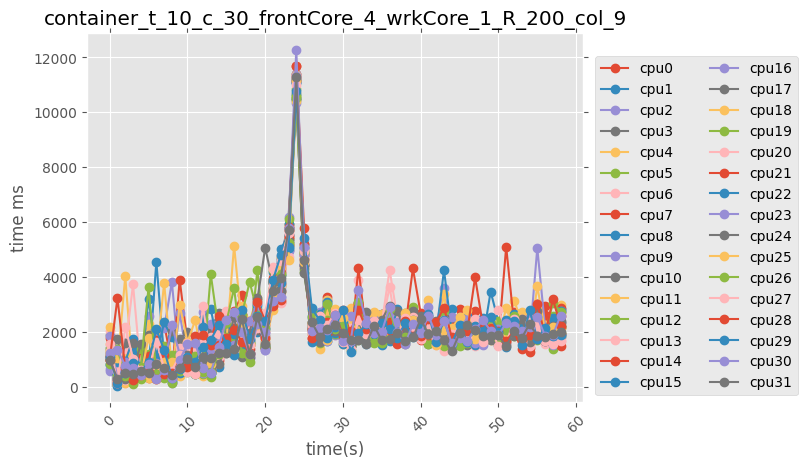 container_t_10_c_30_frontCore_4_wrkCore_1_R_200_col_9
12000
10000
8000
6000
4000
2000
0
time ms
0
10
20
30
40
50
60
time(s)
cpu0
cpu1
cpu2
cpu3
cpu4
cpu5
cpu6
cpu7
cpu8
cpu9
cpu10
cpu11
cpu12
cpu13
cpu14
cpu15
cpu16
cpu17
cpu18
cpu19
cpu20
cpu21
cpu22
cpu23
cpu24
cpu25
cpu26
cpu27
cpu28
cpu29
cpu30
cpu31